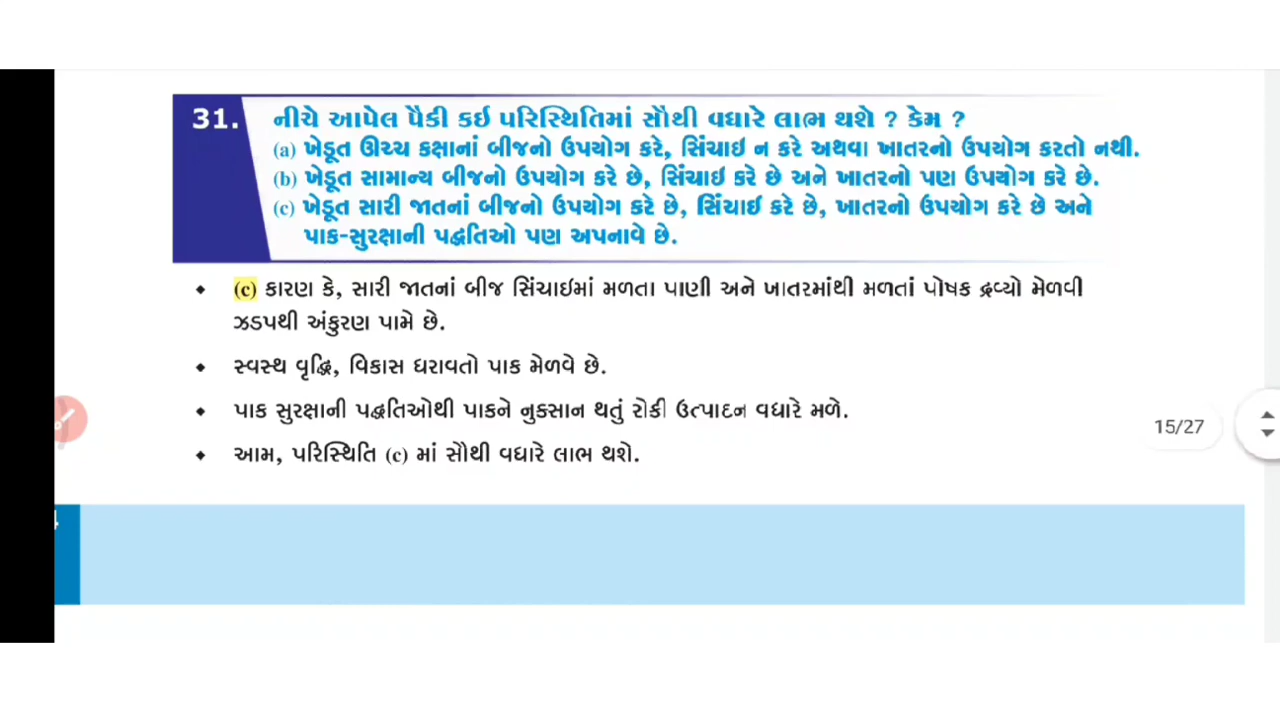 31. નીચે આપેલ પૈકી કઇ પરિસ્થિતિમાં સૌથી વધારે લાભ થશે ? કેમ ?
(a) ખેડૂત ઊચ્ચ કક્ષાનાં બીજનો ઉપયોગ કરે, સિંચાઇ ન કરે અથવા ખાતરનો ઉપયોગ કરતો નથી.
(b) ખેડૂત સામાન્ય બીજનો ઉપયોગ કરે છે, સિંચાઇ કરે છે અને ખાતરનો પણ ઉપયોગ કરે છે.
(c) ખેડૂત સારી જાતનાં બીજનો ઉપયોગ કરે છે, સિંચાઈ કરે છે, ખાતરનો ઉપયોગ કરે છે અને
પાક-સુરક્ષાની પદ્ધતિઓ પણ અપનાવે છે.
◆ (c) કારણ કે, સારી જાતનાં બીજ સિંચાઇમાં મળતા પાણી અને ખાતરમાંથી મળતાં પોષક દ્રવ્યો મેળવી
ઝડપથી અંકુરણ પામે છે.
◆ સ્વસ્થ વૃદ્ધિ, વિકાસ ધરાવતો પાક મેળવે છે.
◆ પાક સુરક્ષાની પદ્ધતિઓથી પાકને નુક્સાન થતું રોકી ઉત્પાદન વધારે મળે.
◆ આમ, પરિસ્થિતિ (c) માં સૌથી વધારે લાભ થશે.
15/27